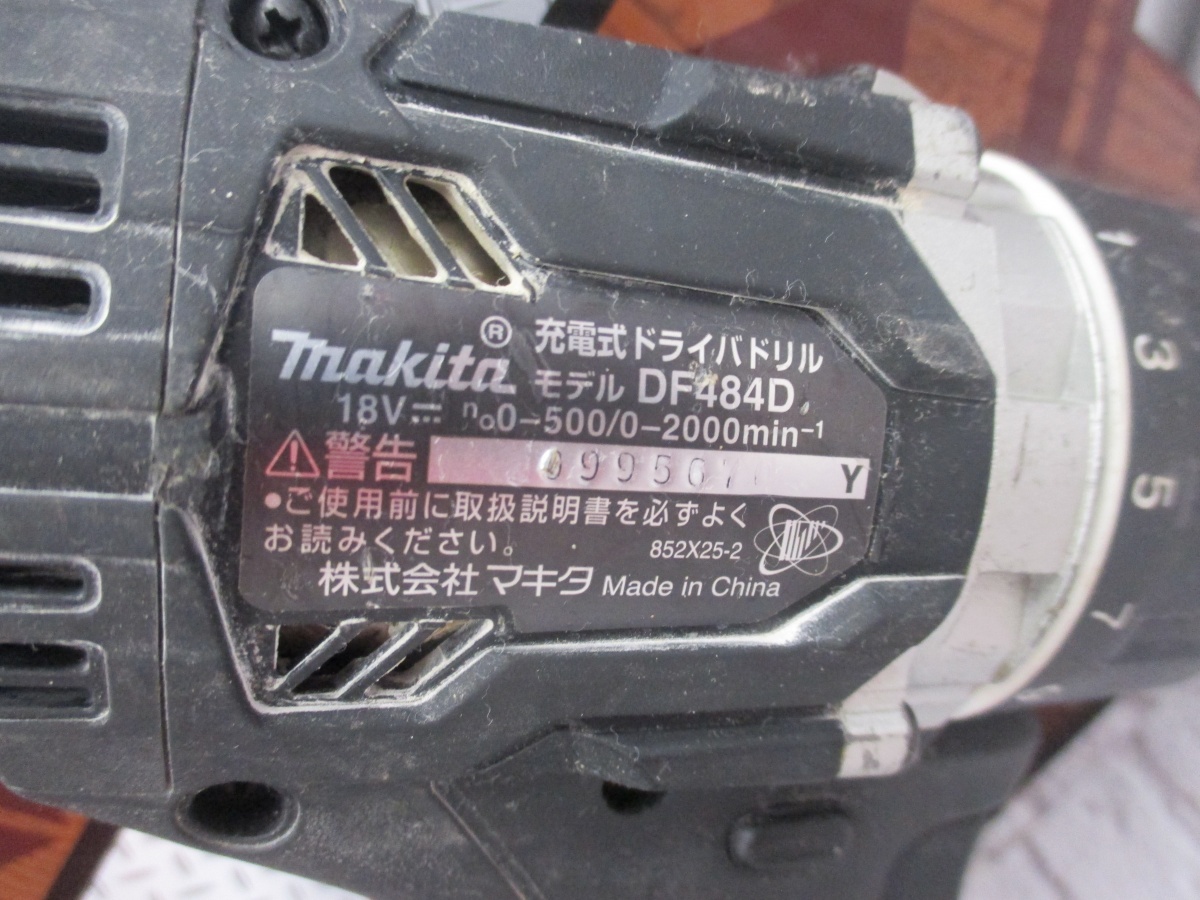 makita® 充電式ドライバドリル
モデル DF484D
18V⎓ n₀0-500/0-2000min⁻¹
⚠警告
Y
●ご使用前に取扱説明書を必ずよく
お読みください。
852X25-2
株式会社 マキタ Made in China
1
3
5
7